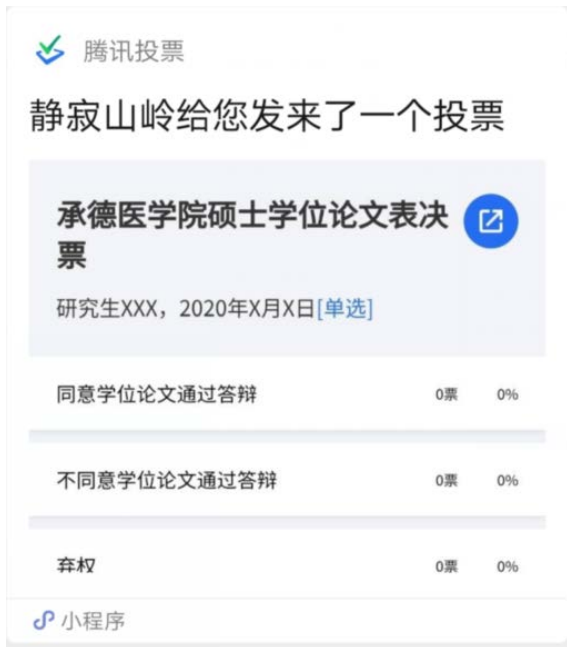 腾讯投票
静寂山岭给您发来了一个投票
承德医学院硕士学位论文表决
票
研究生XXX，2020年X月X日[单选]
同意学位论文通过答辩 0票 0%
不同意学位论文通过答辩 0票 0%
弃权 0票 0%
小程序